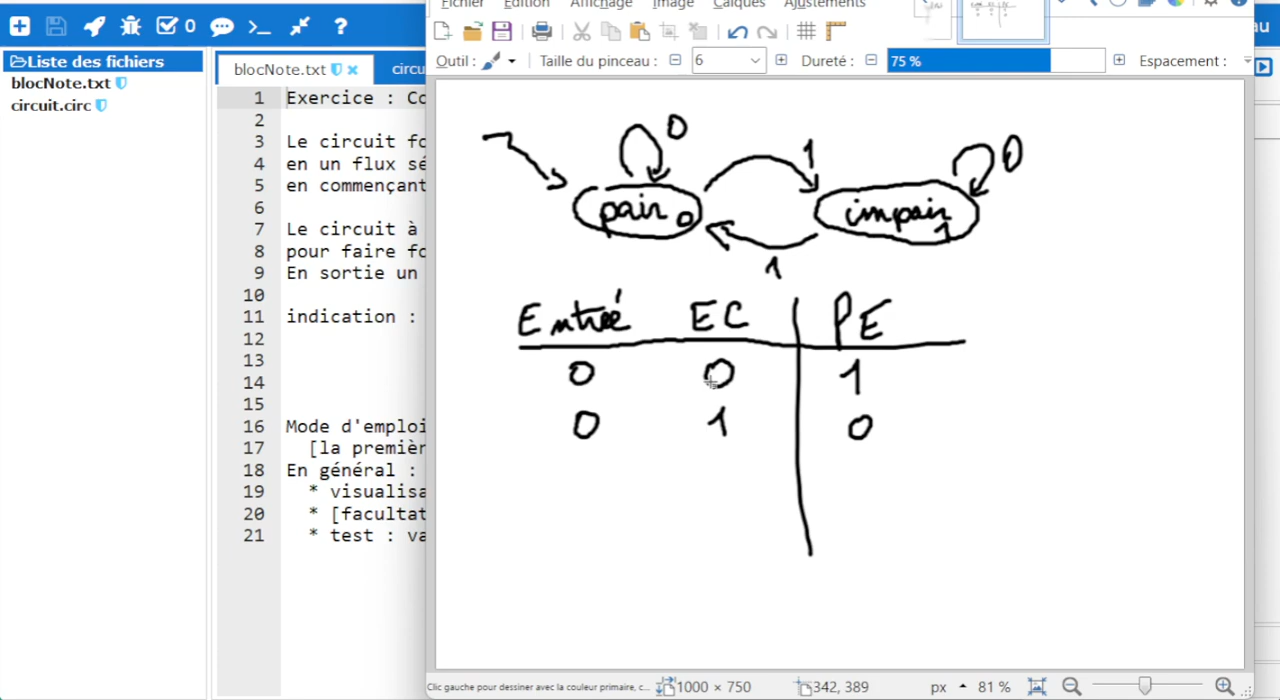 Fichier Edition Affichage Image Calques Ajustements
0
Liste des fichiers
blocNote.txt
circuit.circ
blocNote.txt circu
Outil : Taille du pinceau : 6 Dureté : 75 % Espacement :
1 Exercice : Co
2
3 Le circuit fo
4 en un flux sé
5 en commençant
6
7 Le circuit à
8 pour faire fo
9 En sortie un
10
11 indication :
12
13
14
15
16 Mode d'emploi
17 [la premièr
18 En général :
19 * visualisa
20 * [facultat
21 * test : va
0 1 0
pair 0 impair 1
1
Entrée EC PE
0 0 1
0 1 0
Clic gauche pour dessiner avec la couleur primaire, c... 1000 × 750 342, 389 px 81 %
au